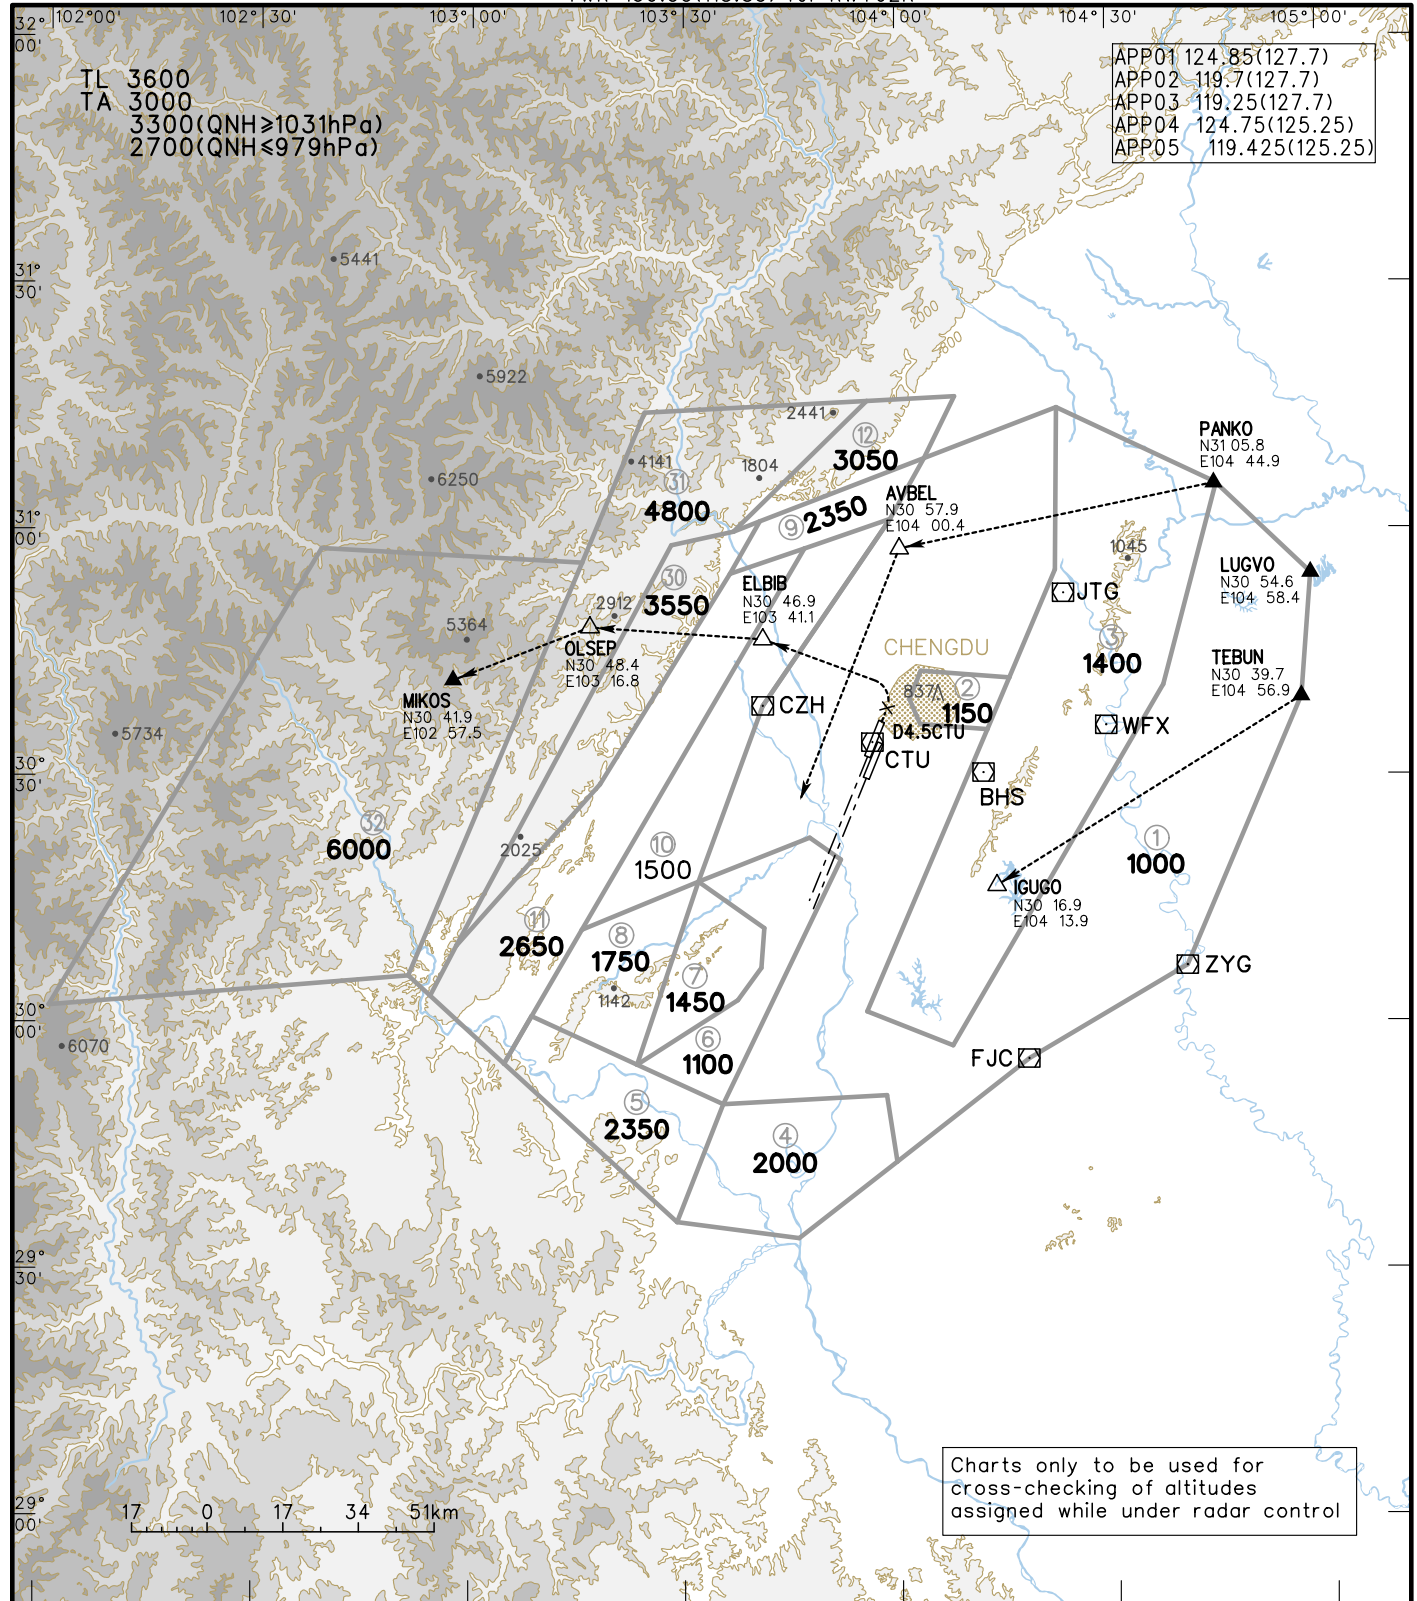 102°00'
102°30'
103°00'
103°30'
104°00'
104°30'
105°00'
32°
00'
TL 3600
TA 3000
3300(QNH≥1031hPa)
2700(QNH≤979hPa)
APP01 124.85(127.7)
APP02 119.7(127.7)
APP03 119.25(127.7)
APP04 124.75(125.25)
APP05 119.425(125.25)
5441
31°
30'
3000
2000
800
5922
2441
12
3050
PANKO
N31 05.8
E104 44.9
4141
1804
6250
31
4800
AVBEL
N30 57.9
E104 00.4
9
2350
31°
00'
1045
LUGVO
N30 54.6
E104 58.4
30
3550
ELBIB
N30 46.9
E103 41.1
JTG
2912
5364
OLSEP
N30 48.4
E103 16.8
CHENGDU
3
1400
TEBUN
N30 39.7
E104 56.9
MIKOS
N30 41.9
E102 57.5
837
2
1150
CZH
WFX
5734
D4.5CTU
CTU
30°
30'
BHS
32
6000
2025
10
1500
1
1000
IGUGO
N30 16.9
E104 13.9
11
2650
8
1750
ZYG
7
1450
1142
30°
00'
6070
6
1100
FJC
5
2350
4
2000
29°
30'
Charts only to be used for
cross-checking of altitudes
assigned while under radar control
17 0 17 34 51km
29°
00'